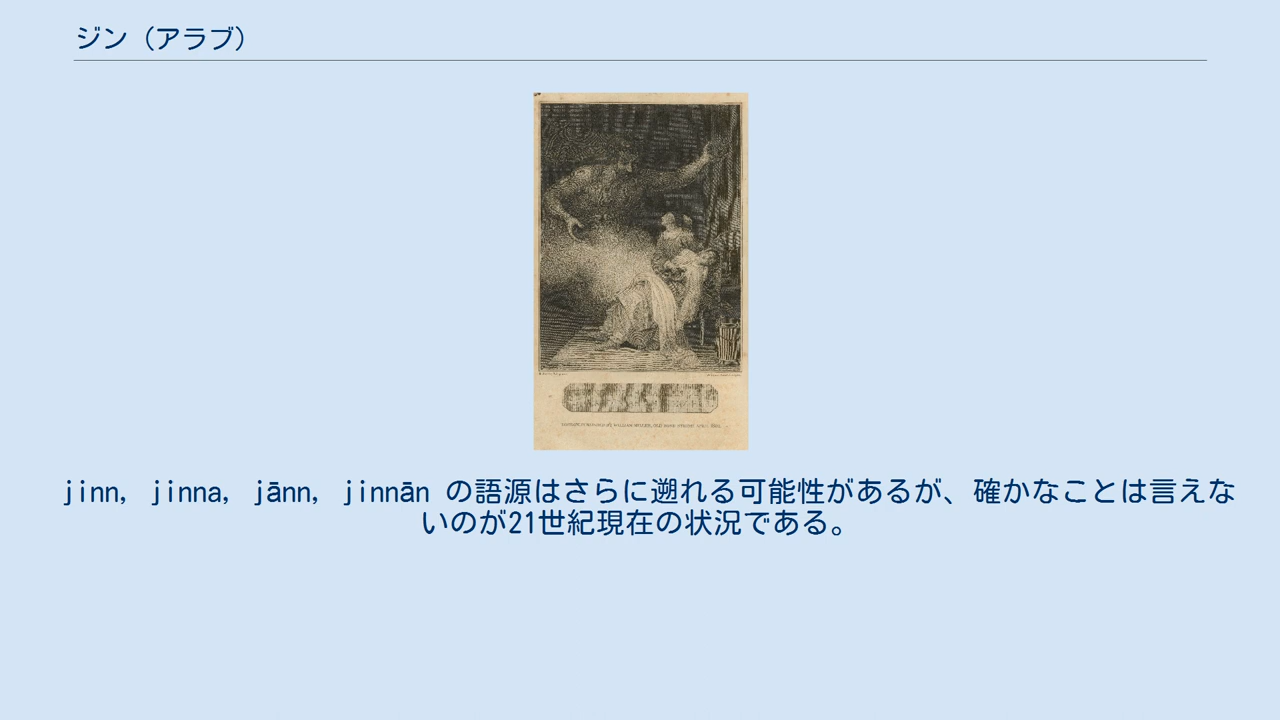 ジン（アラブ）
jinn, jinna, jānn, jinnān の語源はさらに遡れる可能性があるが、確かなことは言えな
いのが21世紀現在の状況である。